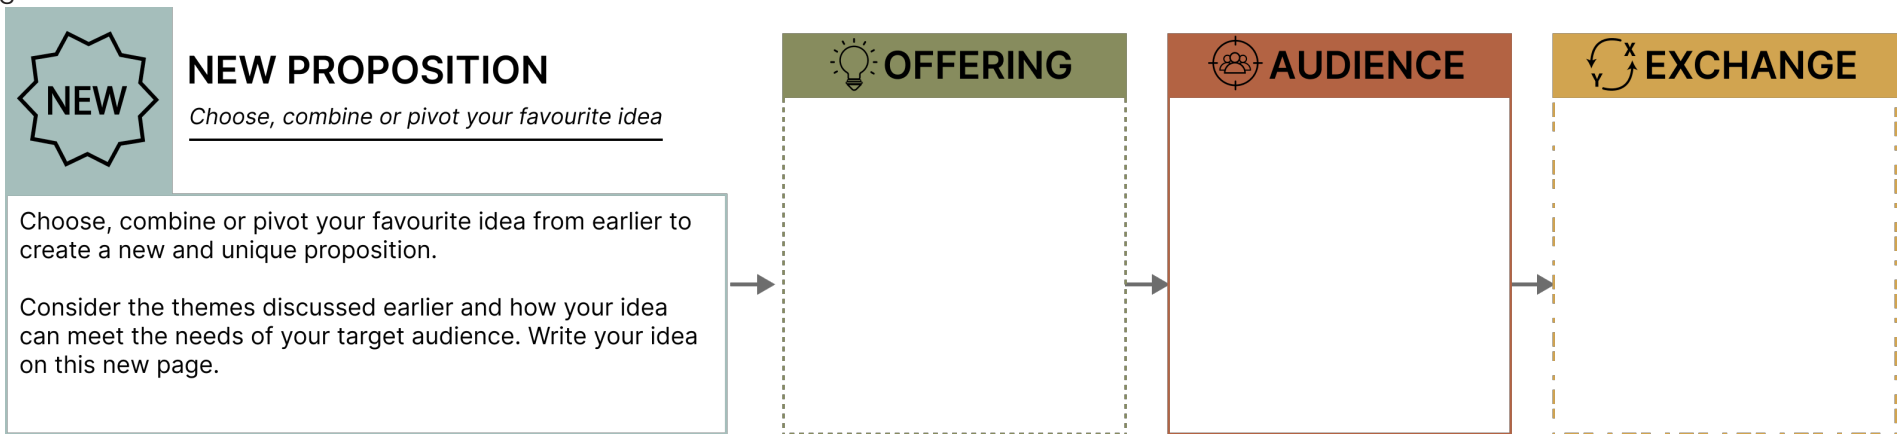 NEW
NEW PROPOSITION
Choose, combine or pivot your favourite idea
Choose, combine or pivot your favourite idea from earlier to
create a new and unique proposition.
Consider the themes discussed earlier and how your idea
can meet the needs of your target audience. Write your idea
on this new page.
OFFERING
AUDIENCE
X
Y
EXCHANGE